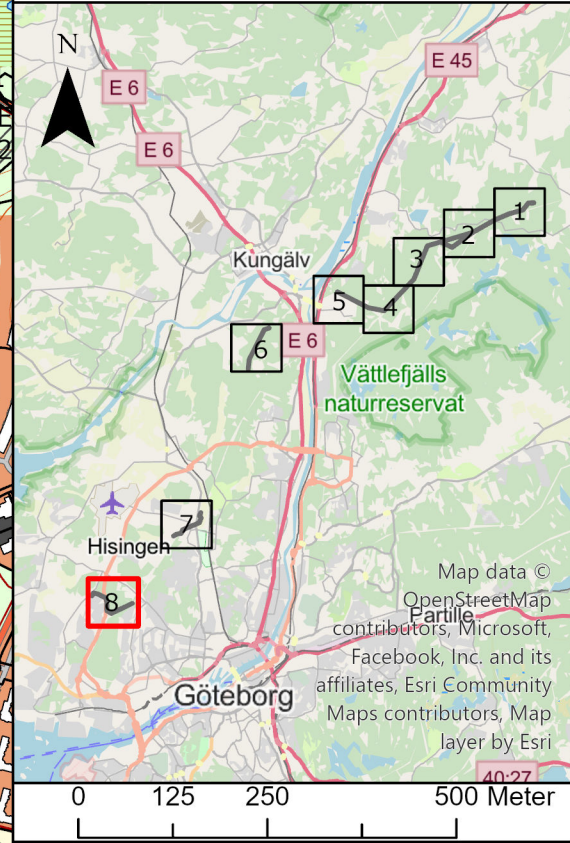 N
E 45
E 6
E 6
2
1
2
3
Kungälv
5
4
E 6
6
Vättlefjälls
naturreservat
7
Hisingen
8
Map data ©
OpenStreetMap
Partille
contributors, Microsoft,
Facebook, Inc. and its
affiliates, Esri Community
Maps contributors, Map
layer by Esri
Göteborg
40;27
0 125 250 500 Meter